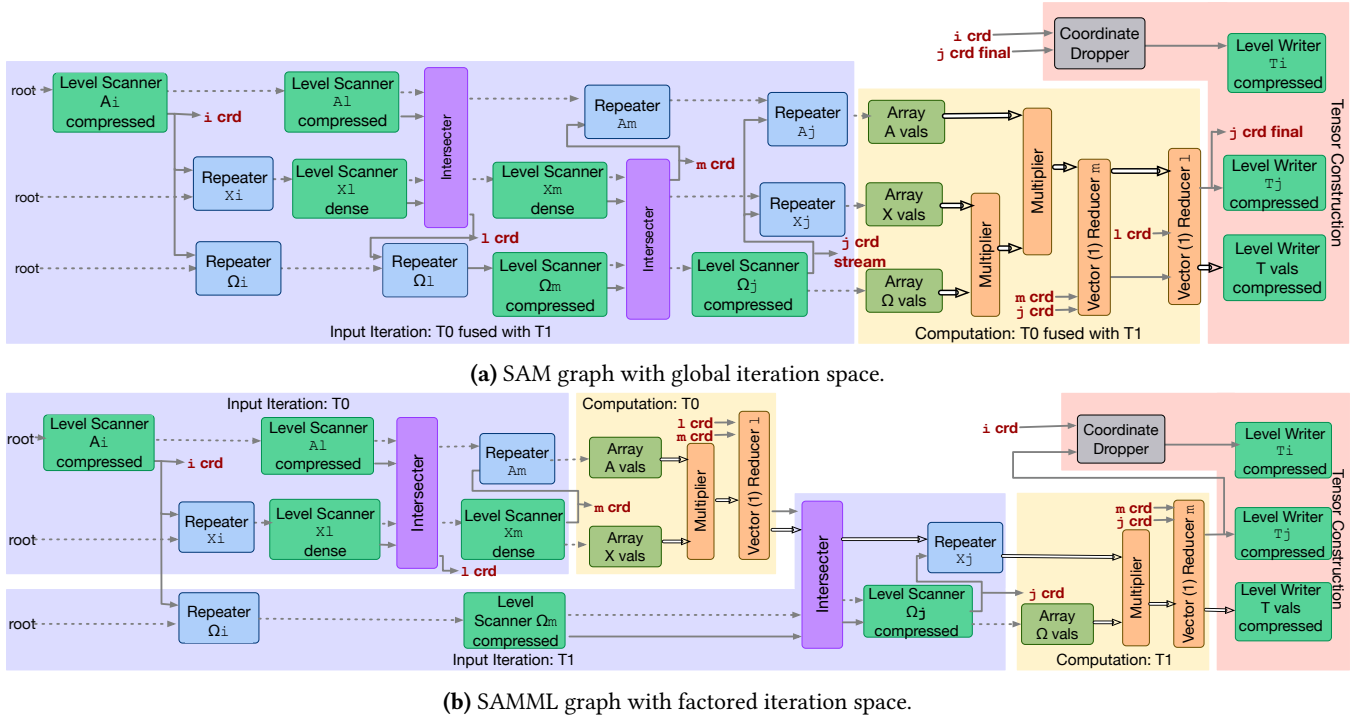 i crd
j crd final
Coordinate
Dropper
Level Writer
Ti
compressed
Tensor Construction
root
Level Scanner
Ai
compressed
i crd
Level Scanner
Al
compressed
Intersecter
Repeater
Am
Repeater
Aj
Array
A vals
Multiplier
j crd final
m crd
root
Repeater
Xi
Level Scanner
Xl
dense
Level Scanner
Xm
dense
Intersecter
Repeater
Xj
Array
X vals
Multiplier
Vector (1) Reducer m
Vector (1) Reducer l
Level Writer
Tj
compressed
l crd
l crd
j crd
stream
root
Repeater
Ωi
Repeater
Ωl
Level Scanner
Ωm
compressed
Level Scanner
Ωj
compressed
Array
Ω vals
m crd
j crd
Level Writer
T vals
compressed
Input Iteration: T0 fused with T1
Computation: T0 fused with T1
(a) SAM graph with global iteration space.
Input Iteration: T0
Computation: T0
root
Level Scanner
Ai
compressed
i crd
Level Scanner
Al
compressed
Intersecter
Repeater
Am
Array
A vals
l crd
m crd
Multiplier
Vector (1) Reducer l
i crd
Coordinate
Dropper
Level Writer
Ti
compressed
Tensor Construction
root
Repeater
Xi
Level Scanner
Xl
dense
Level Scanner
Xm
dense
m crd
Array
X vals
l crd
Intersecter
Repeater
Xj
m crd
j crd
Multiplier
Vector (1) Reducer m
Level Writer
Tj
compressed
root
Repeater
Ωi
Level
Scanner Ωm
compressed
Level Scanner
Ωj
compressed
j crd
Array
Ω vals
Level Writer
T vals
compressed
Input Iteration: T1
Computation: T1
(b) SAMML graph with factored iteration space.